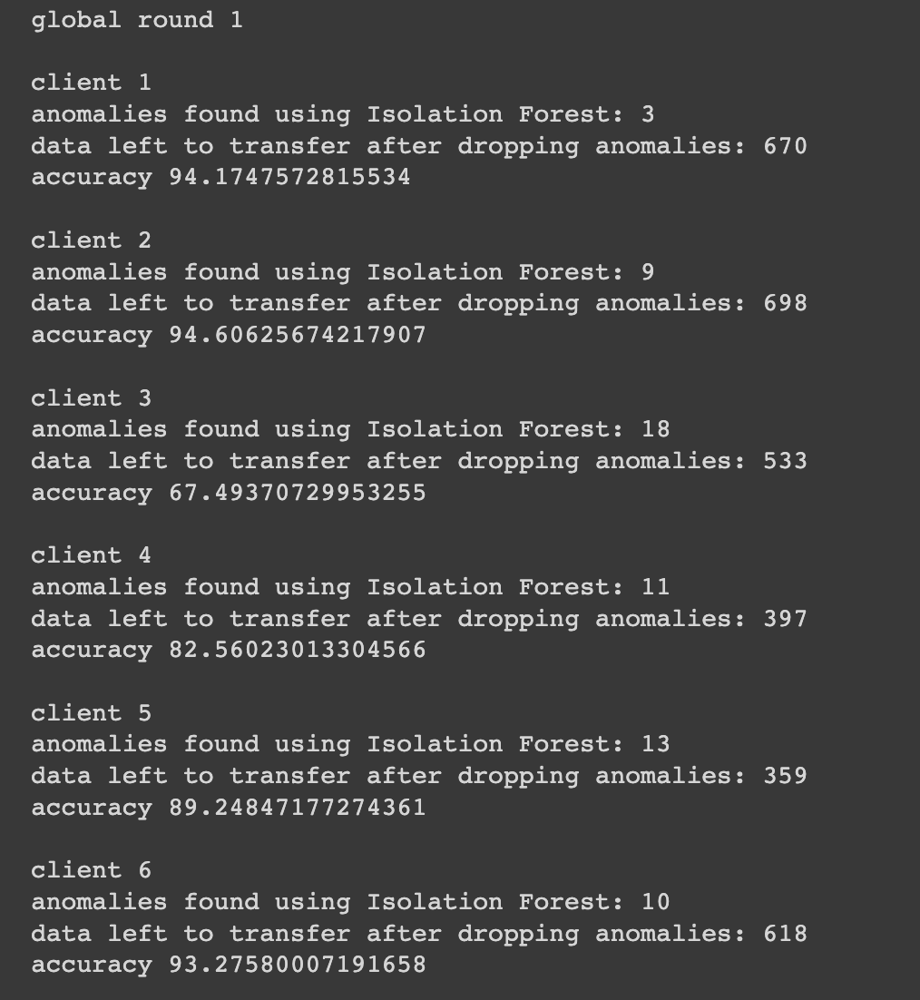 global round 1
client 1
anomalies found using Isolation Forest: 3
data left to transfer after dropping anomalies: 670
accuracy 94.1747572815534
client 2
anomalies found using Isolation Forest: 9
data left to transfer after dropping anomalies: 698
accuracy 94.60625674217907
client 3
anomalies found using Isolation Forest: 18
data left to transfer after dropping anomalies: 533
accuracy 67.49370729953255
client 4
anomalies found using Isolation Forest: 11
data left to transfer after dropping anomalies: 397
accuracy 82.56023013304566
client 5
anomalies found using Isolation Forest: 13
data left to transfer after dropping anomalies: 359
accuracy 89.24847177274361
client 6
anomalies found using Isolation Forest: 10
data left to transfer after dropping anomalies: 618
accuracy 93.27580007191658